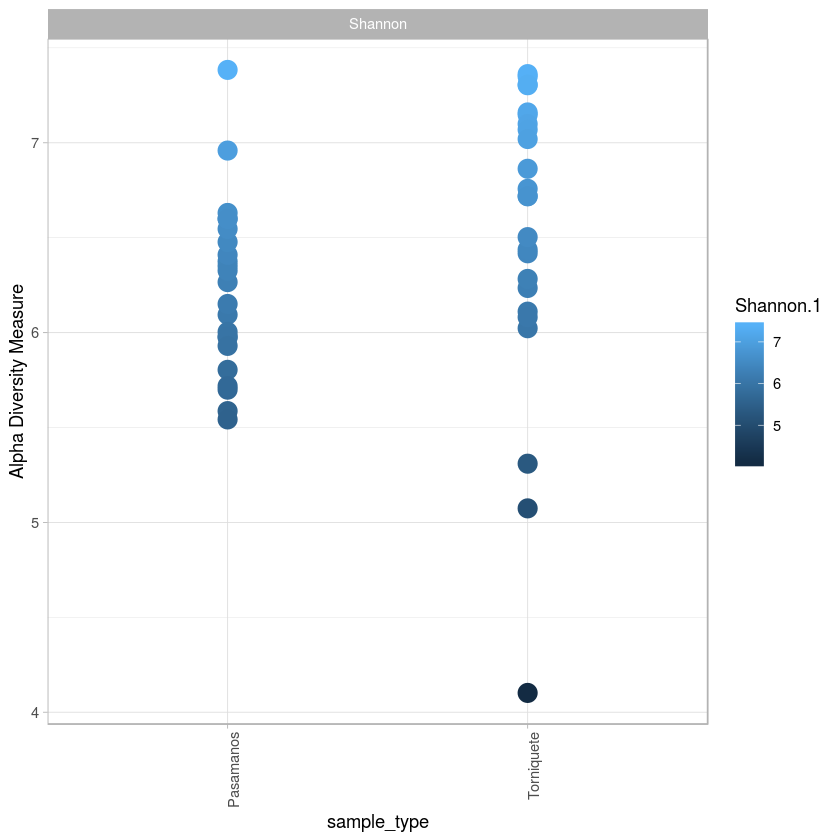 Shannon
Alpha Diversity Measure
7
6
5
4
Pasamanos
Torniquete
sample_type
Shannon.1
7
6
5